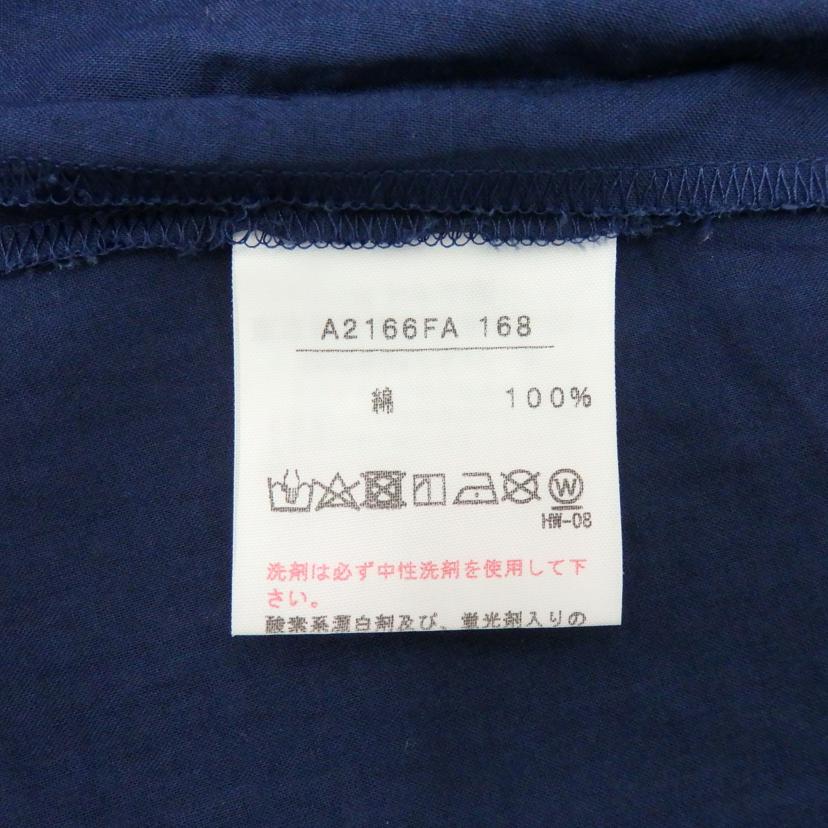 A2166FA 168
綿 100%
W
HW-08
洗剤は必ず中性洗剤を使用して下
さい。
酸素系漂白剤及び、蛍光剤入りの